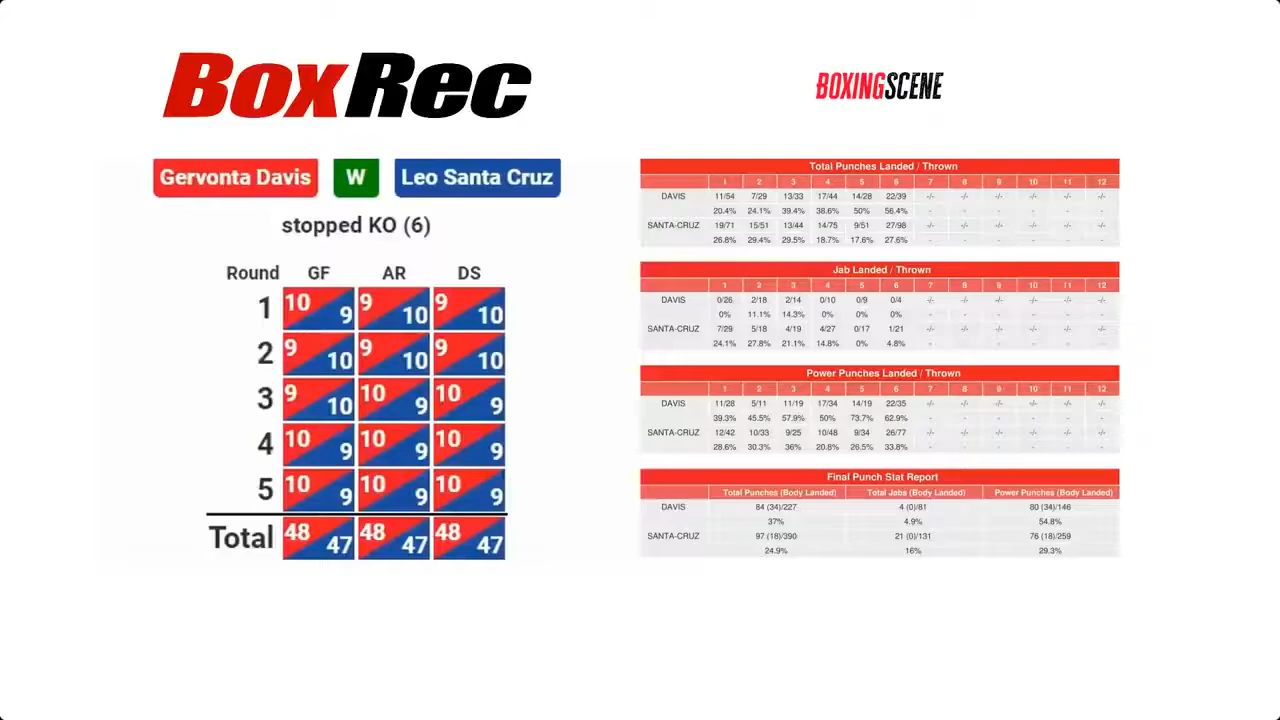 BoxRec
BOXINGSCENE
Gervonta Davis W Leo Santa Cruz
stopped KO (6)
Round GF AR DS
1 10 9 9 10 9 10
2 9 10 9 10 9 10
3 9 10 10 9 10 9
4 10 9 10 9 10 9
5 10 9 10 9 10 9
Total 48 47 48 47 48 47
Total Punches Landed / Thrown
1 2 3 4 5 6 7 8 9 10 11 12
DAVIS 11/54 7/29 13/33 17/44 14/28 22/39 -/- -/- -/- -/- -/- -/-
20.4% 24.1% 39.4% 38.6% 50% 56.4% - - - - - -
SANTA-CRUZ 19/71 15/51 13/44 14/75 9/51 27/98 -/- -/- -/- -/- -/- -/-
26.8% 29.4% 29.5% 18.7% 17.6% 27.6% - - - - - -
Jab Landed / Thrown
1 2 3 4 5 6 7 8 9 10 11 12
DAVIS 0/26 2/18 2/14 0/10 0/9 0/4 -/- -/- -/- -/- -/- -/-
0% 11.1% 14.3% 0% 0% 0% - - - - - -
SANTA-CRUZ 7/29 5/18 4/19 4/27 0/17 1/21 -/- -/- -/- -/- -/- -/-
24.1% 27.8% 21.1% 14.8% 0% 4.8% - - - - - -
Power Punches Landed / Thrown
1 2 3 4 5 6 7 8 9 10 11 12
DAVIS 11/28 5/11 11/19 17/34 14/19 22/35 -/- -/- -/- -/- -/- -/-
39.3% 45.5% 57.9% 50% 73.7% 62.9% - - - - - -
SANTA-CRUZ 12/42 10/33 9/25 10/48 9/34 26/77 -/- -/- -/- -/- -/- -/-
28.6% 30.3% 36% 20.8% 26.5% 33.8% - - - - - -
Final Punch Stat Report
Total Punches (Body Landed) Total Jabs (Body Landed) Power Punches (Body Landed)
DAVIS 84 (34)/227 4 (0)/81 80 (34)/146
37% 4.9% 54.8%
SANTA-CRUZ 97 (18)/390 21 (0)/131 76 (18)/259
24.9% 16% 29.3%